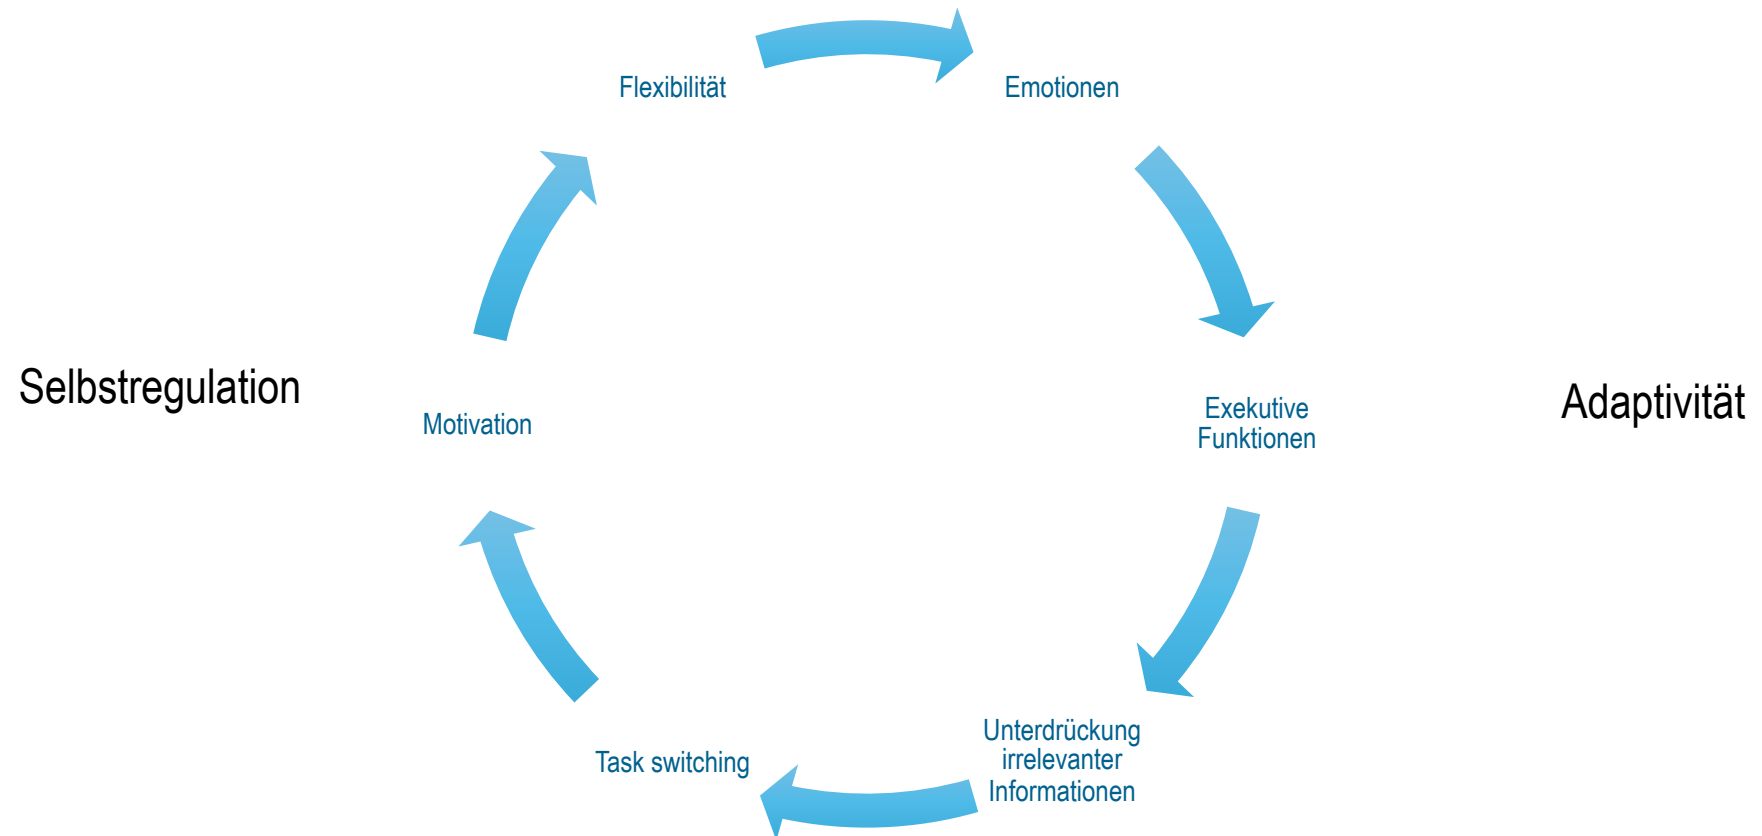 Flexibilität
Emotionen
Selbstregulation
Motivation
Exekutive
Funktionen
Adaptivität
Task switching
Unterdrückung
irrelevanter
Informationen